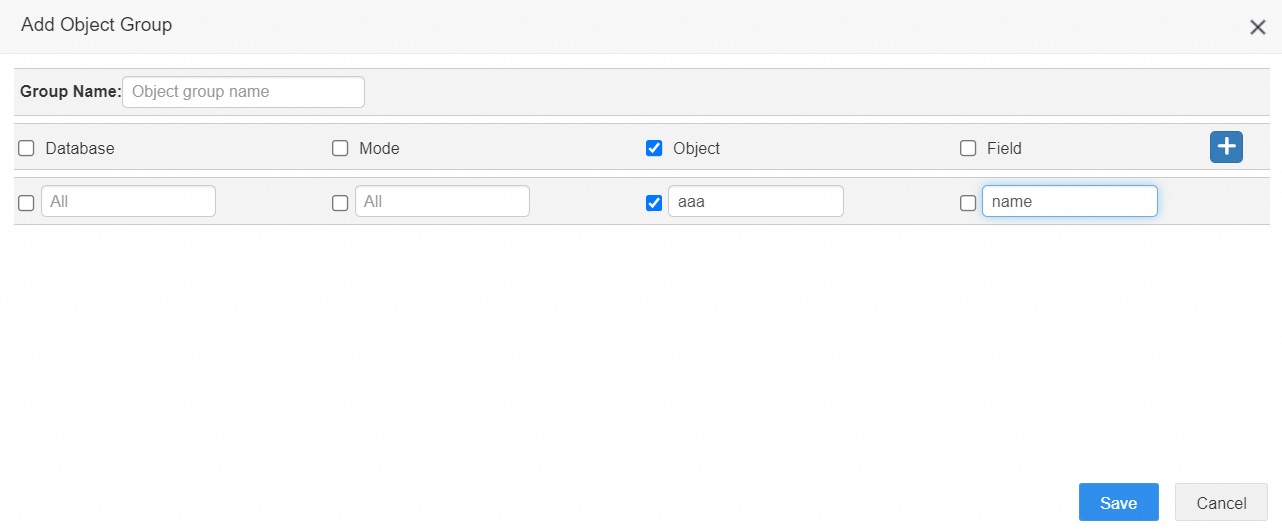 Add Object Group
Group Name: Object group name
Database Mode Object Field
All All aaa name
Save Cancel